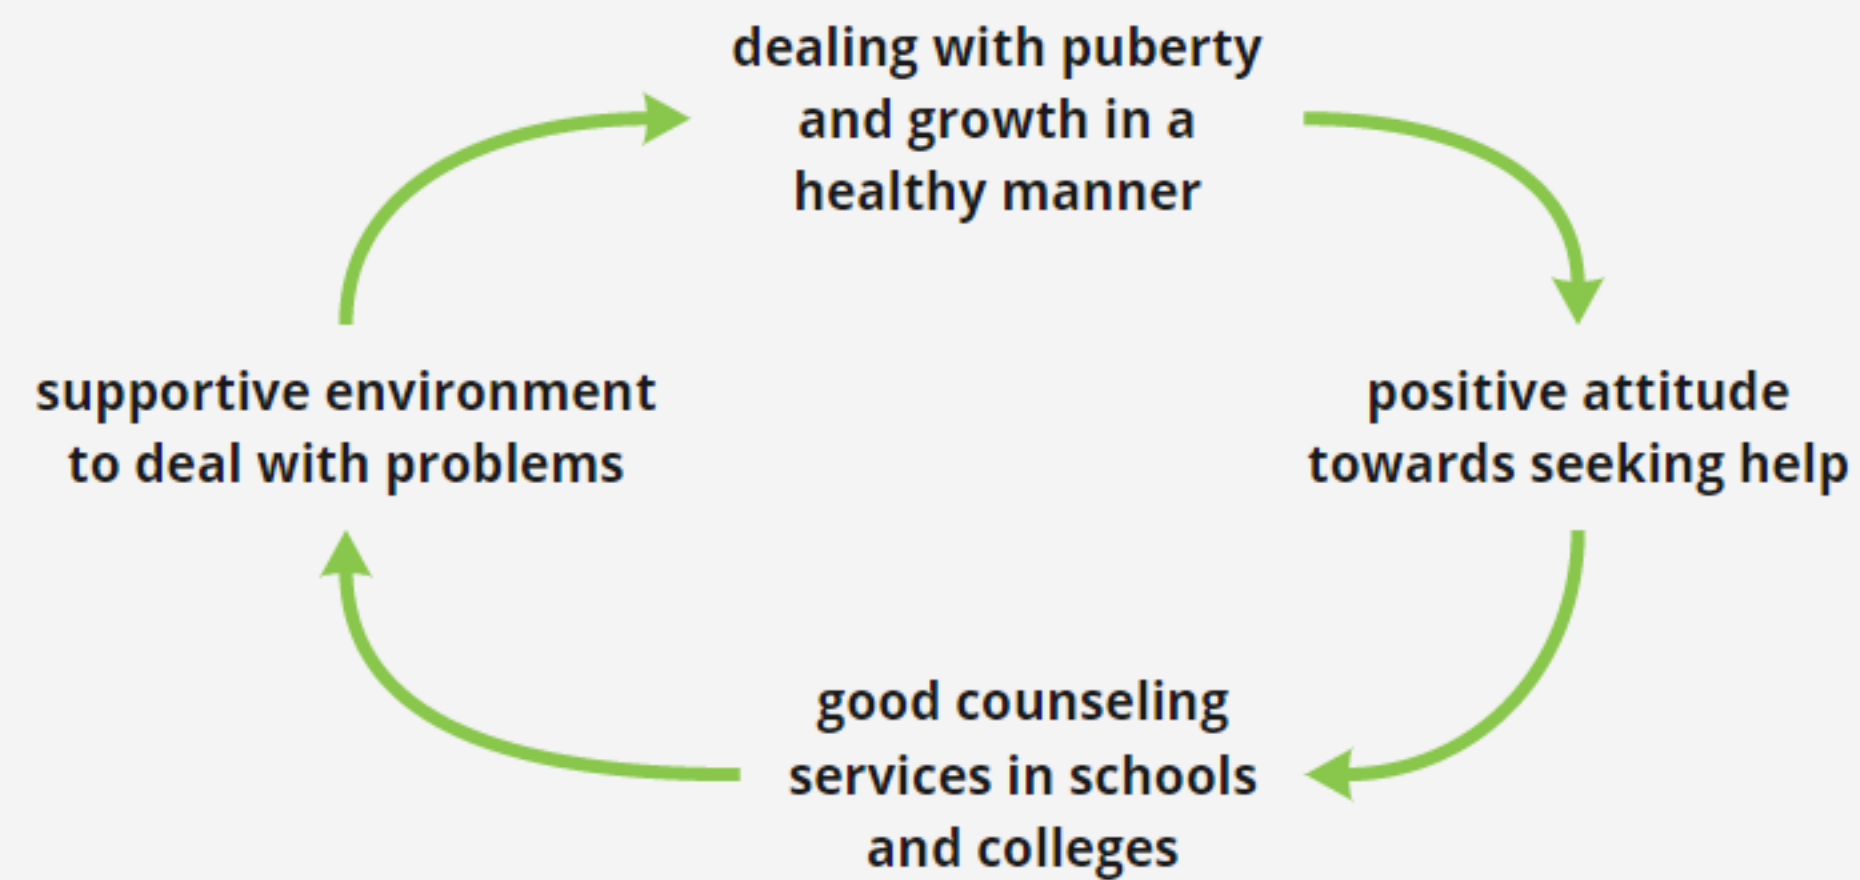 dealing with puberty
and growth in a
healthy manner
supportive environment
to deal with problems
positive attitude
towards seeking help
good counseling
services in schools
and colleges